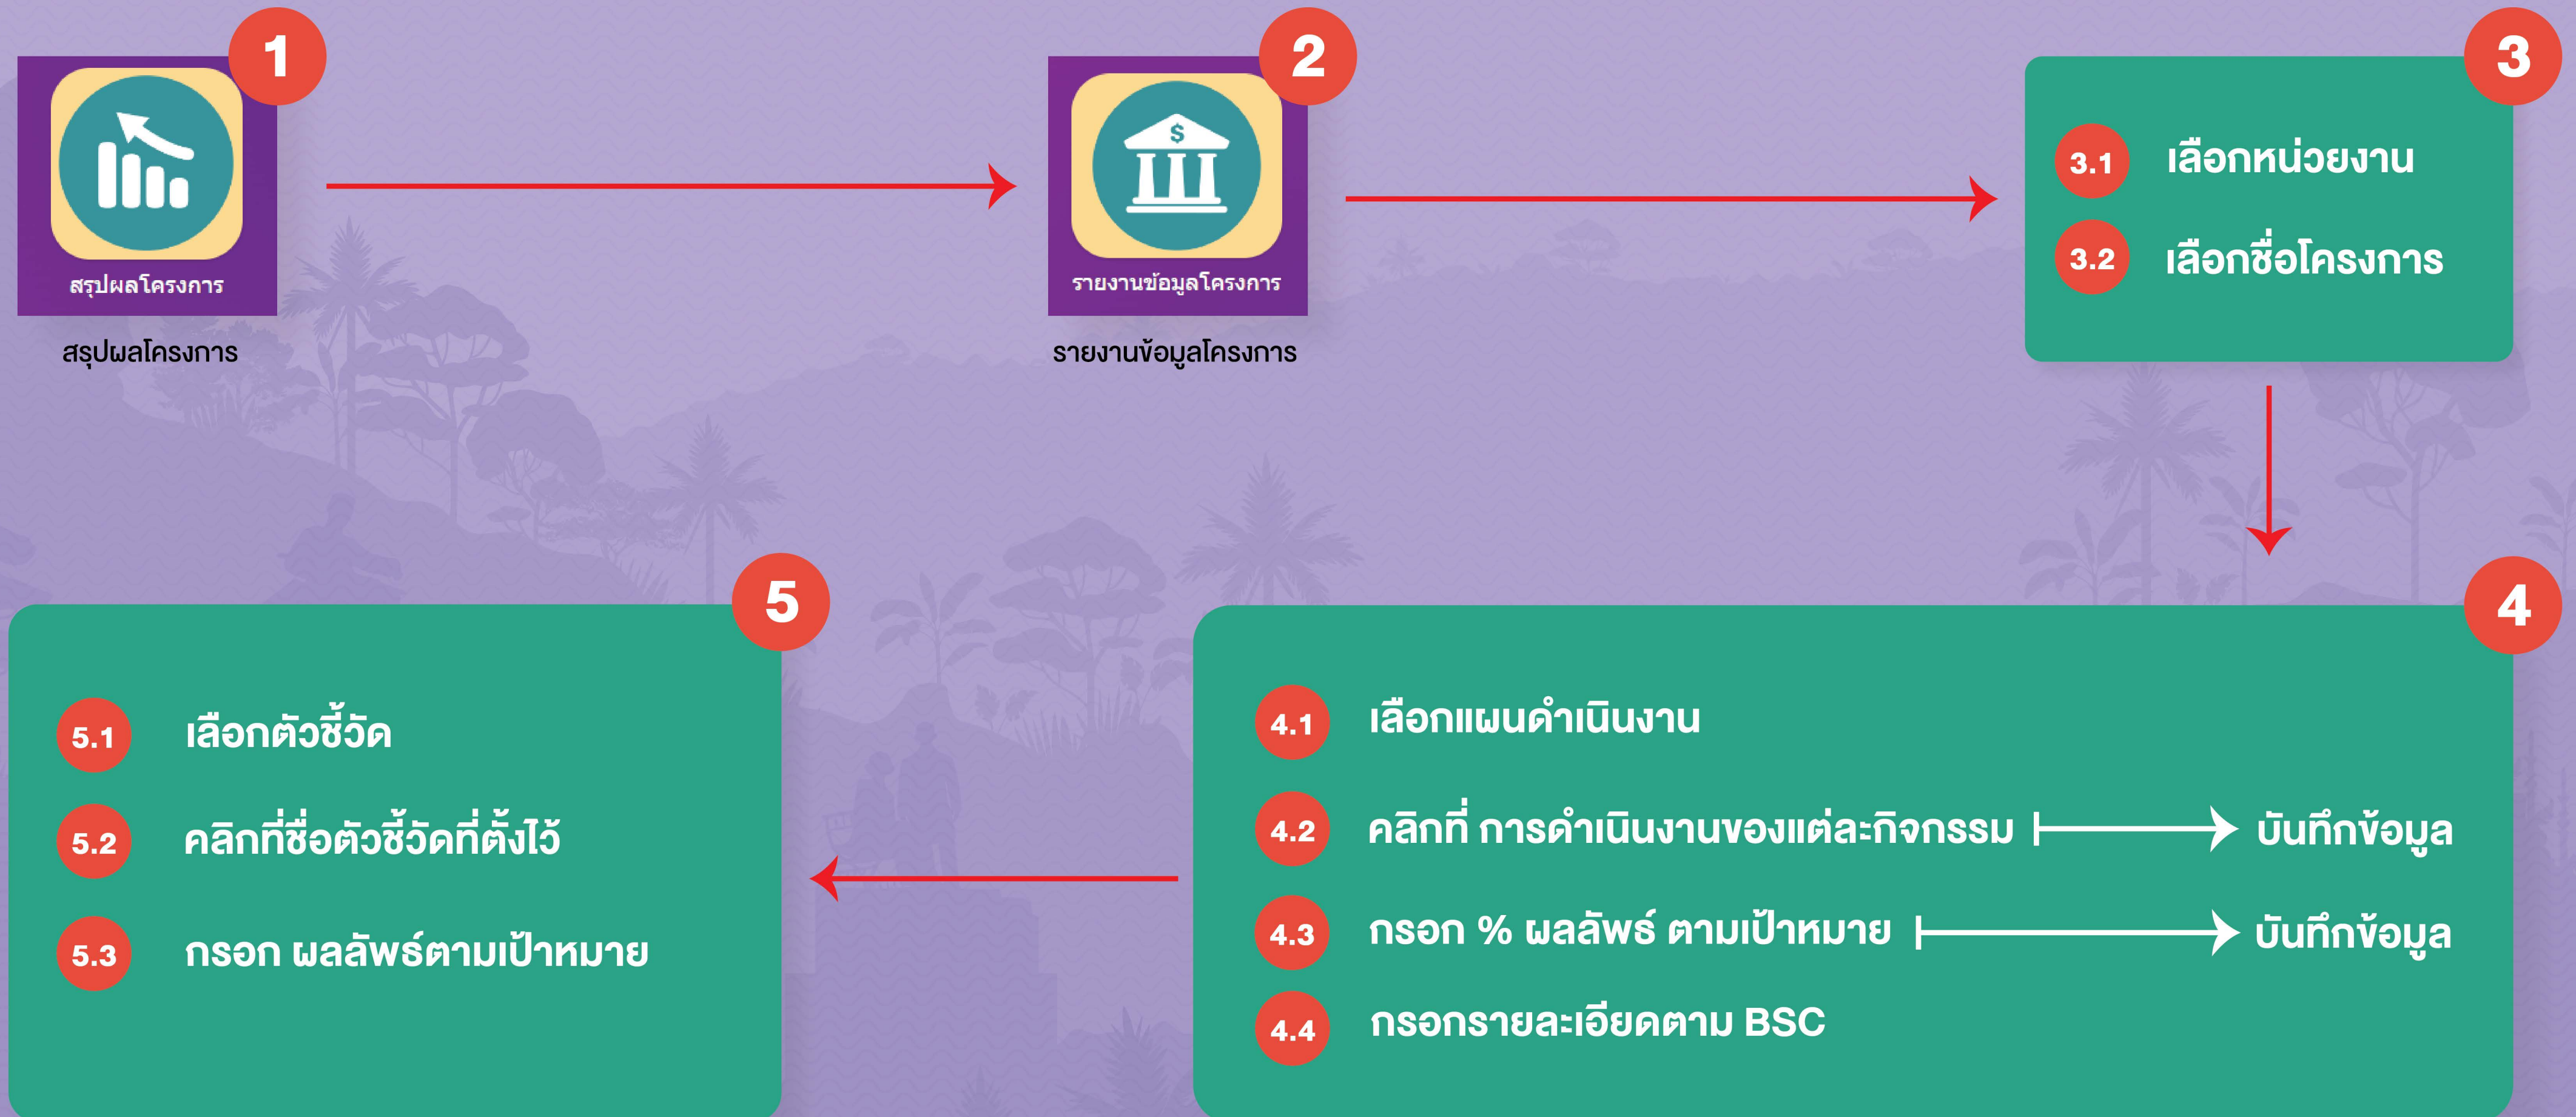 1
สรุปผลโครงการ
สรุปผลโครงการ
2
$
รายงานข้อมูลโครงการ
รายงานข้อมูลโครงการ
3
3.1 เลือกหน่วยงาน
3.2 เลือกชื่อโครงการ
4
4.1 เลือกแผนดำเนินงาน
4.2 คลิกที่ การดำเนินงานของแต่ละกิจกรรม บันทึกข้อมูล
4.3 กรอก % ผลลัพธ์ ตามเป้าหมาย บันทึกข้อมูล
4.4 กรอกรายละเอียดตาม BSC
5
5.1 เลือกตัวชี้วัด
5.2 คลิกที่ชื่อตัวชี้วัดที่ตั้งไว้
5.3 กรอก ผลลัพธ์ตามเป้าหมาย